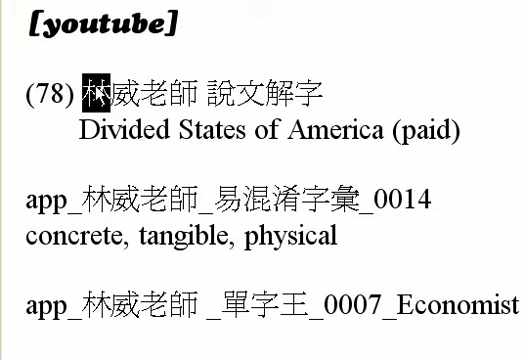 [youtube]
(78) 林威老師 說文解字
Divided States of America (paid)
app_林威老師_易混淆字彙_0014
concrete, tangible, physical
app_林威老師 _單字王_0007_Economist